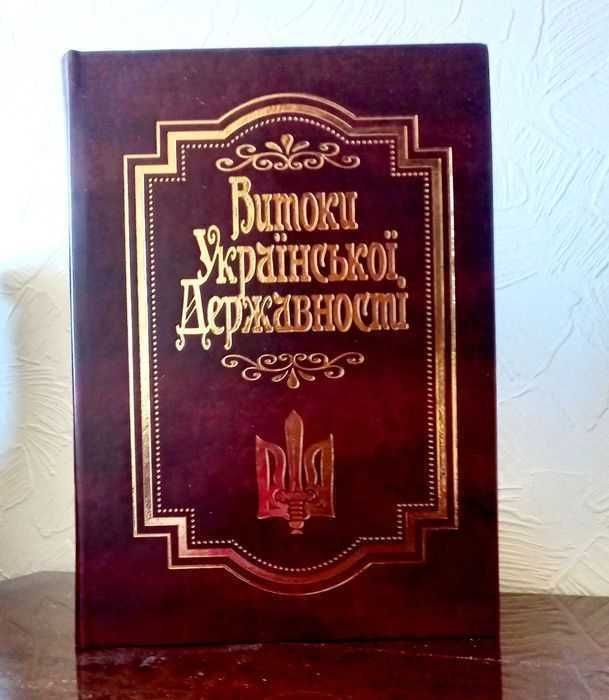 Витоки
Української
Державності